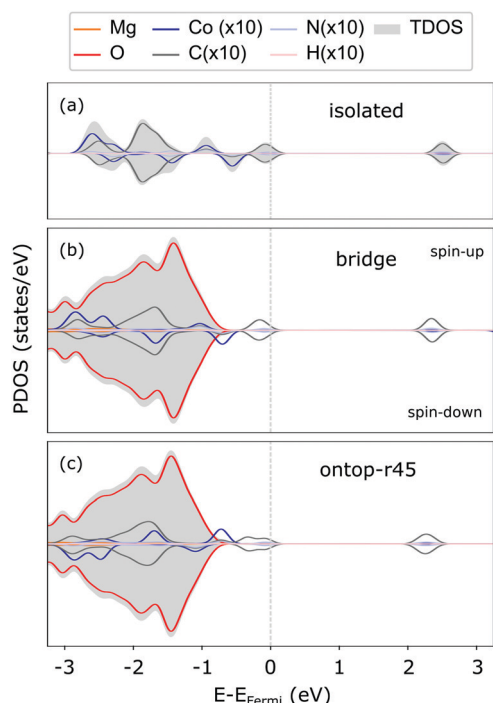 Mg Co (x10) N(x10) TDOS
O C(x10) H(x10)
(a) isolated
(b) bridge spin-up
spin-down
(c) ontop-r45
PDOS (states/eV)
-3 -2 -1 0 1 2 3
E-EFermi (eV)